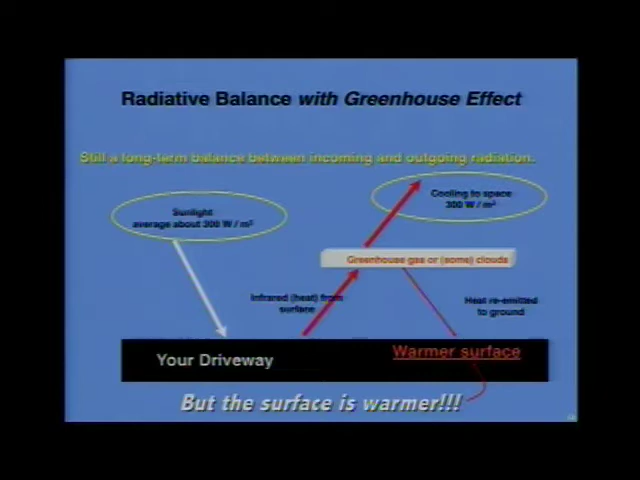 Radiative Balance with Greenhouse Effect
Still a long-term balance between incoming and outgoing radiation.
Sunlight
average about 300 W / m²
Cooling to space
300 W / m²
Greenhouse gas or (some) clouds
Infrared (heat) from
surface
Heat re-emitted
to ground
Your Driveway
Warmer surface
But the surface is warmer!!!